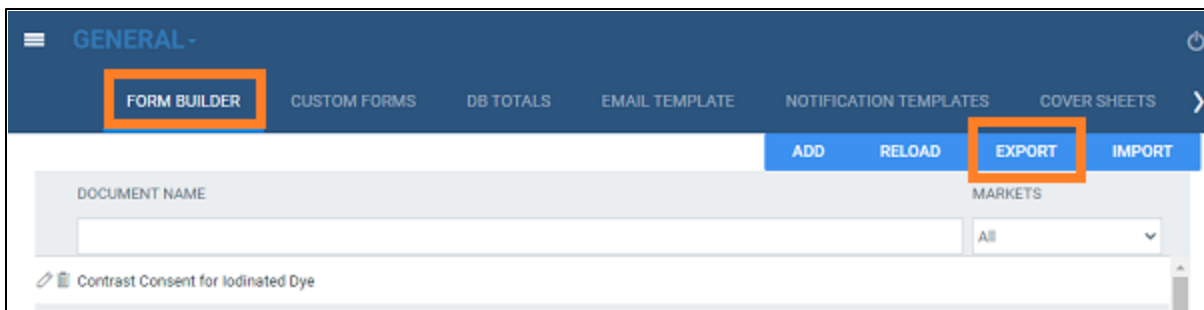 GENERAL
FORM BUILDER CUSTOM FORMS DB TOTALS EMAIL TEMPLATE NOTIFICATION TEMPLATES COVER SHEETS
ADD RELOAD EXPORT IMPORT
DOCUMENT NAME MARKETS
All
Contrast Consent for Iodinated Dye